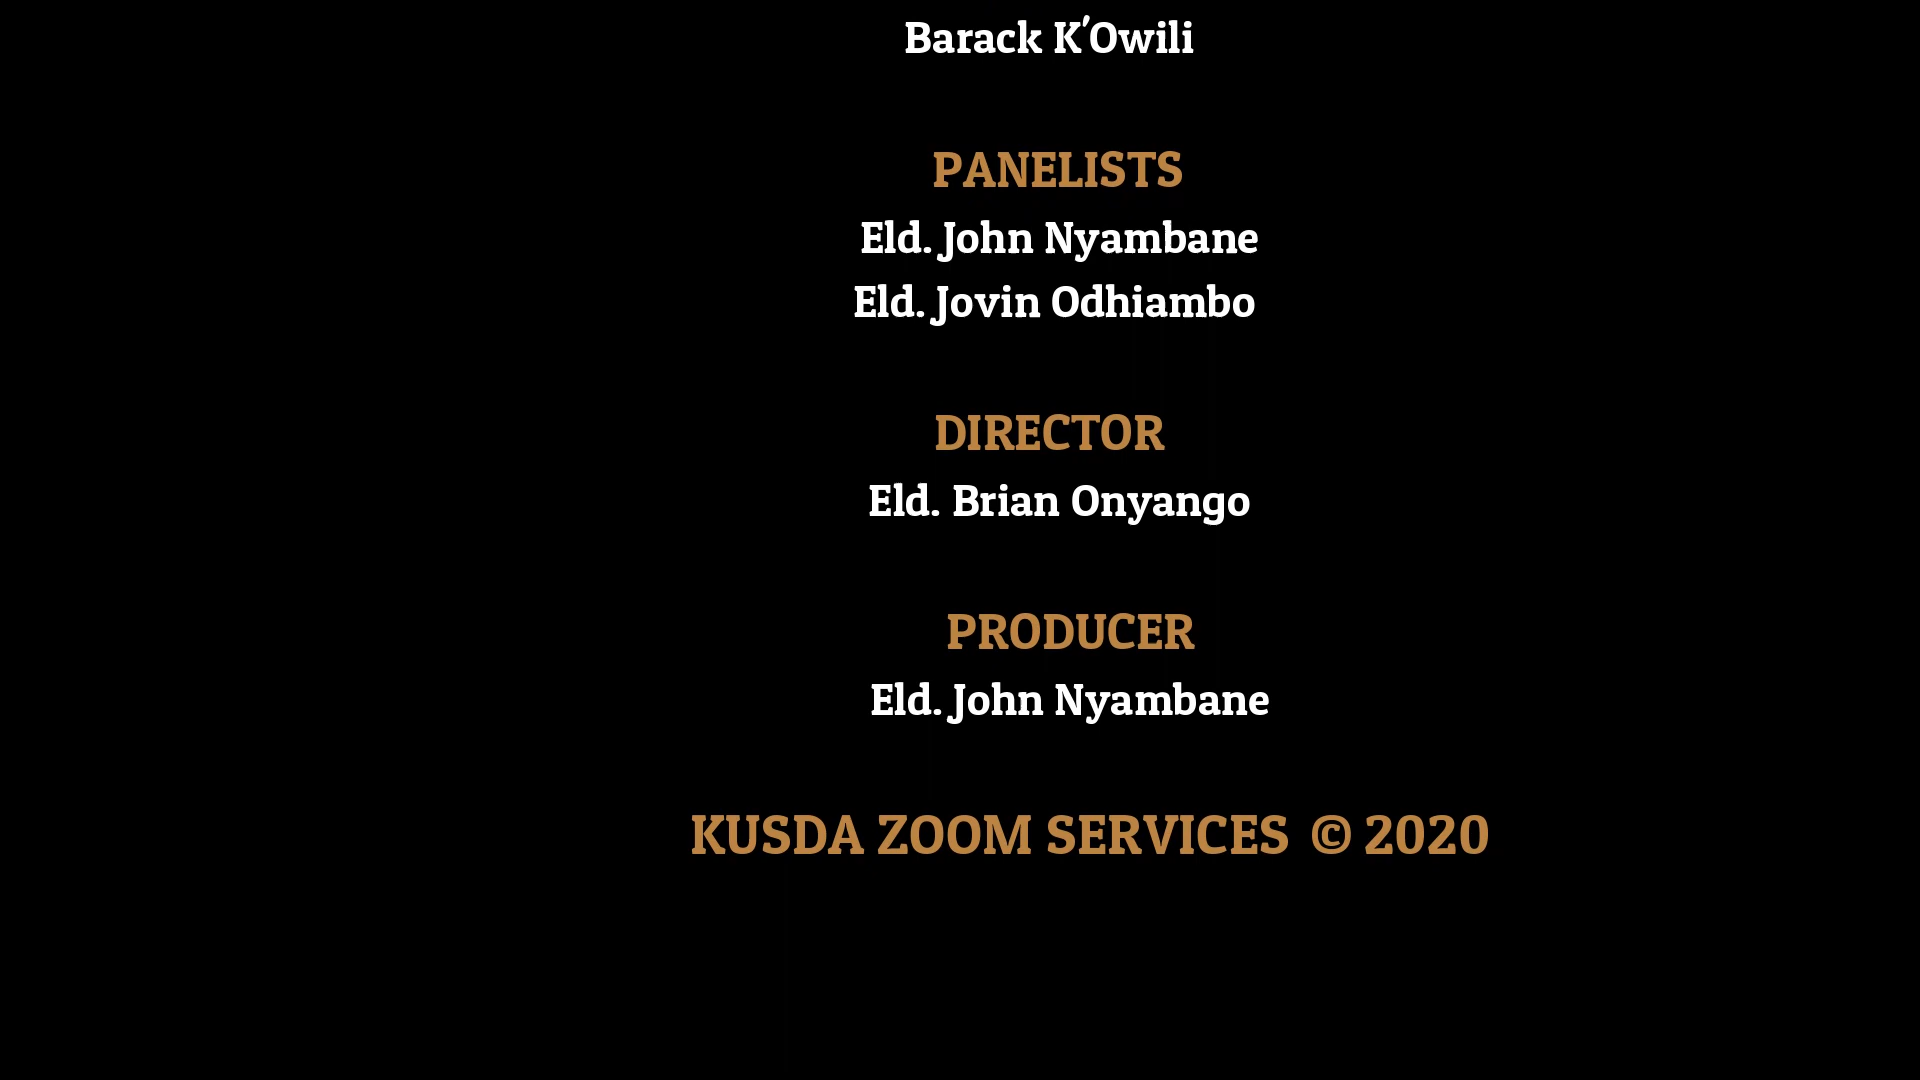 Barack K'Owili
PANELISTS
Eld. John Nyambane
Eld. Jovin Odhiambo
DIRECTOR
Eld. Brian Onyango
PRODUCER
Eld. John Nyambane
KUSDA ZOOM SERVICES © 2020